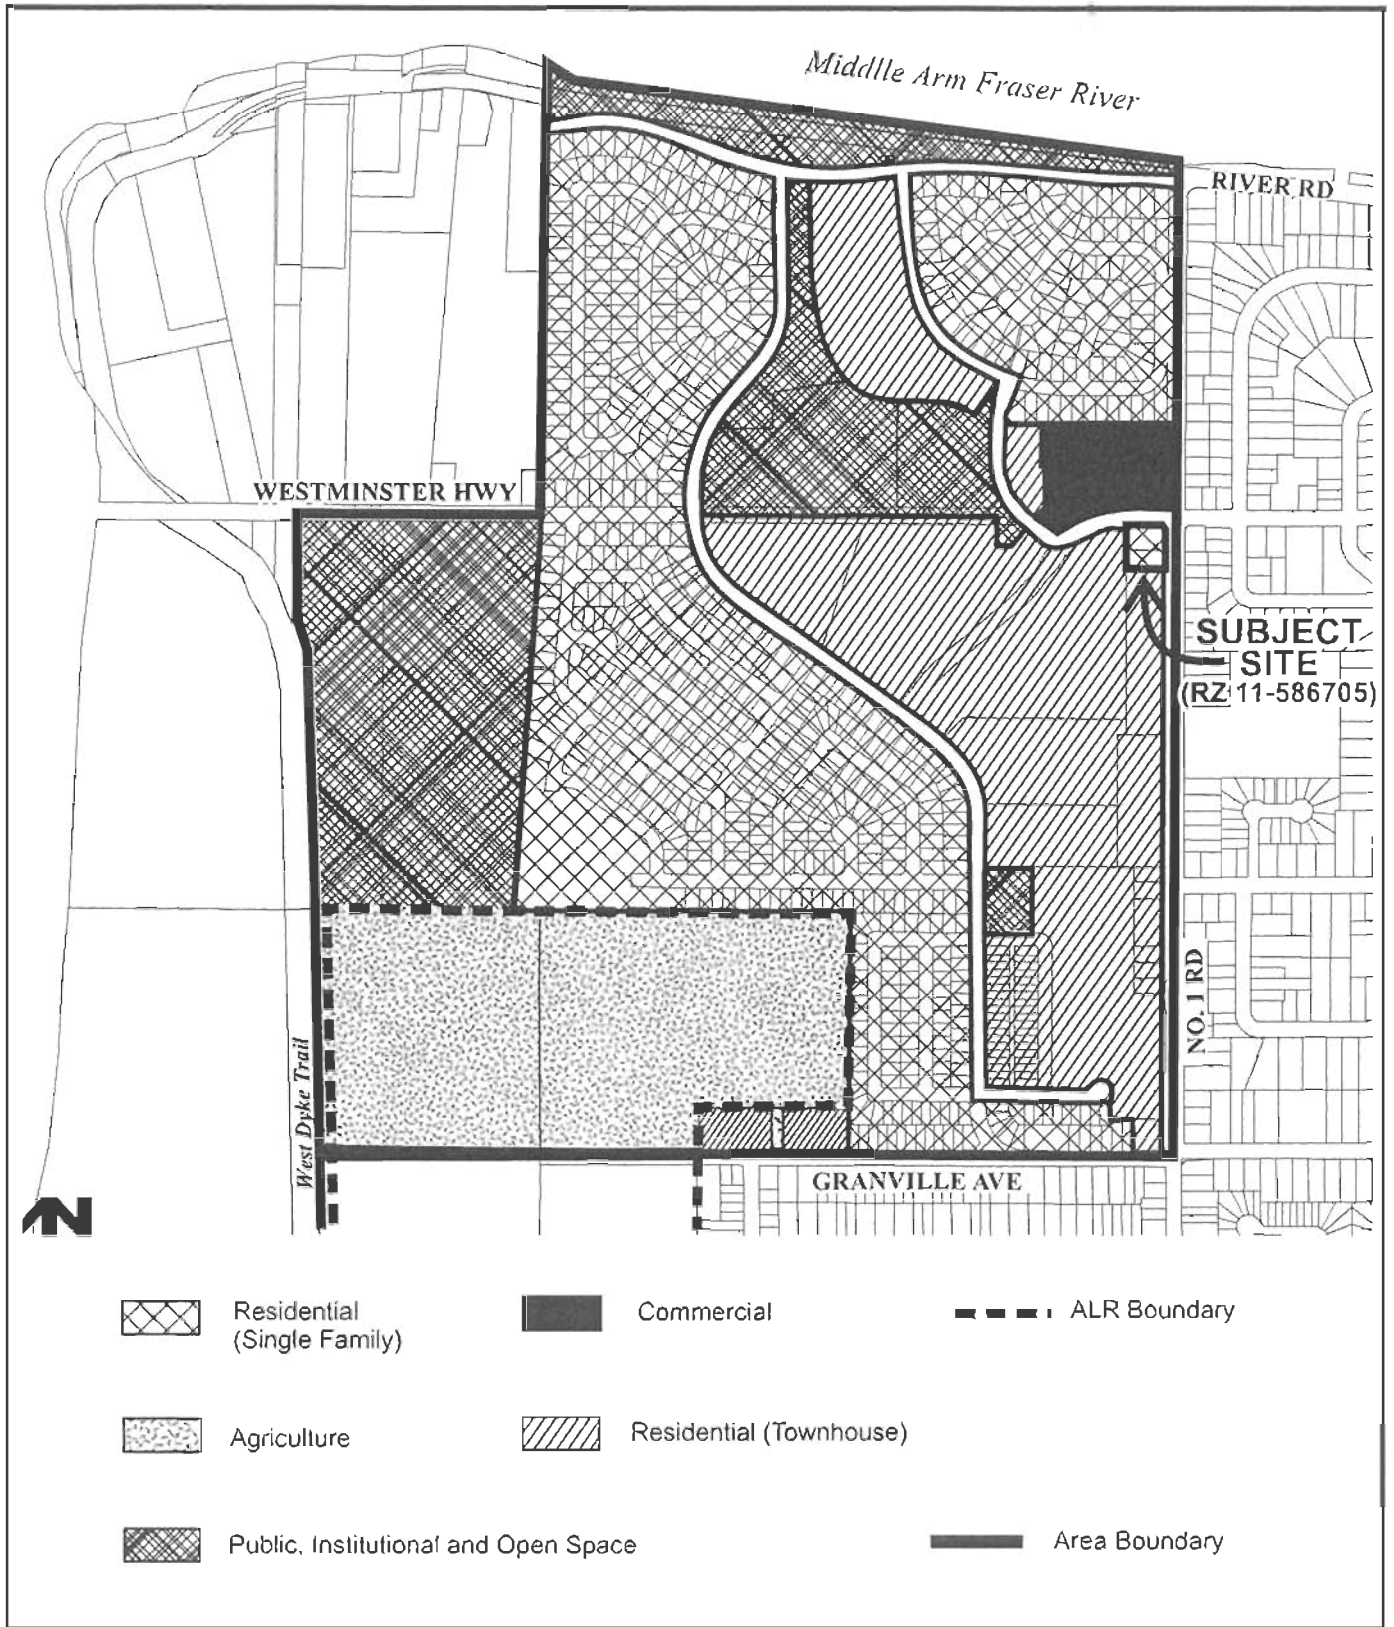 Middlle Arm Fraser River
RIVER RD
WESTMINSTER HWY
SUBJECT
SITE
(RZ 11-586705)
NO. 1 RD
West Dyke Trail
GRANVILLE AVE
N
Residential
(Single Family)
Commercial
ALR Boundary
Agriculture
Residential (Townhouse)
Public, Institutional and Open Space
Area Boundary